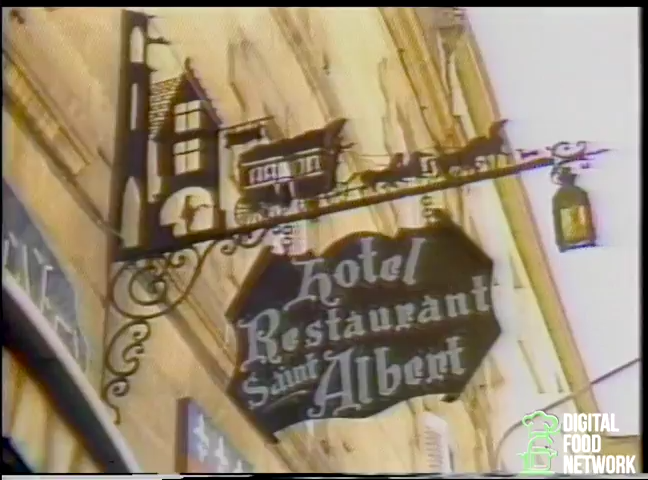 Hotel
Restaurant
Saint Albert
DIGITAL
FOOD
NETWORK